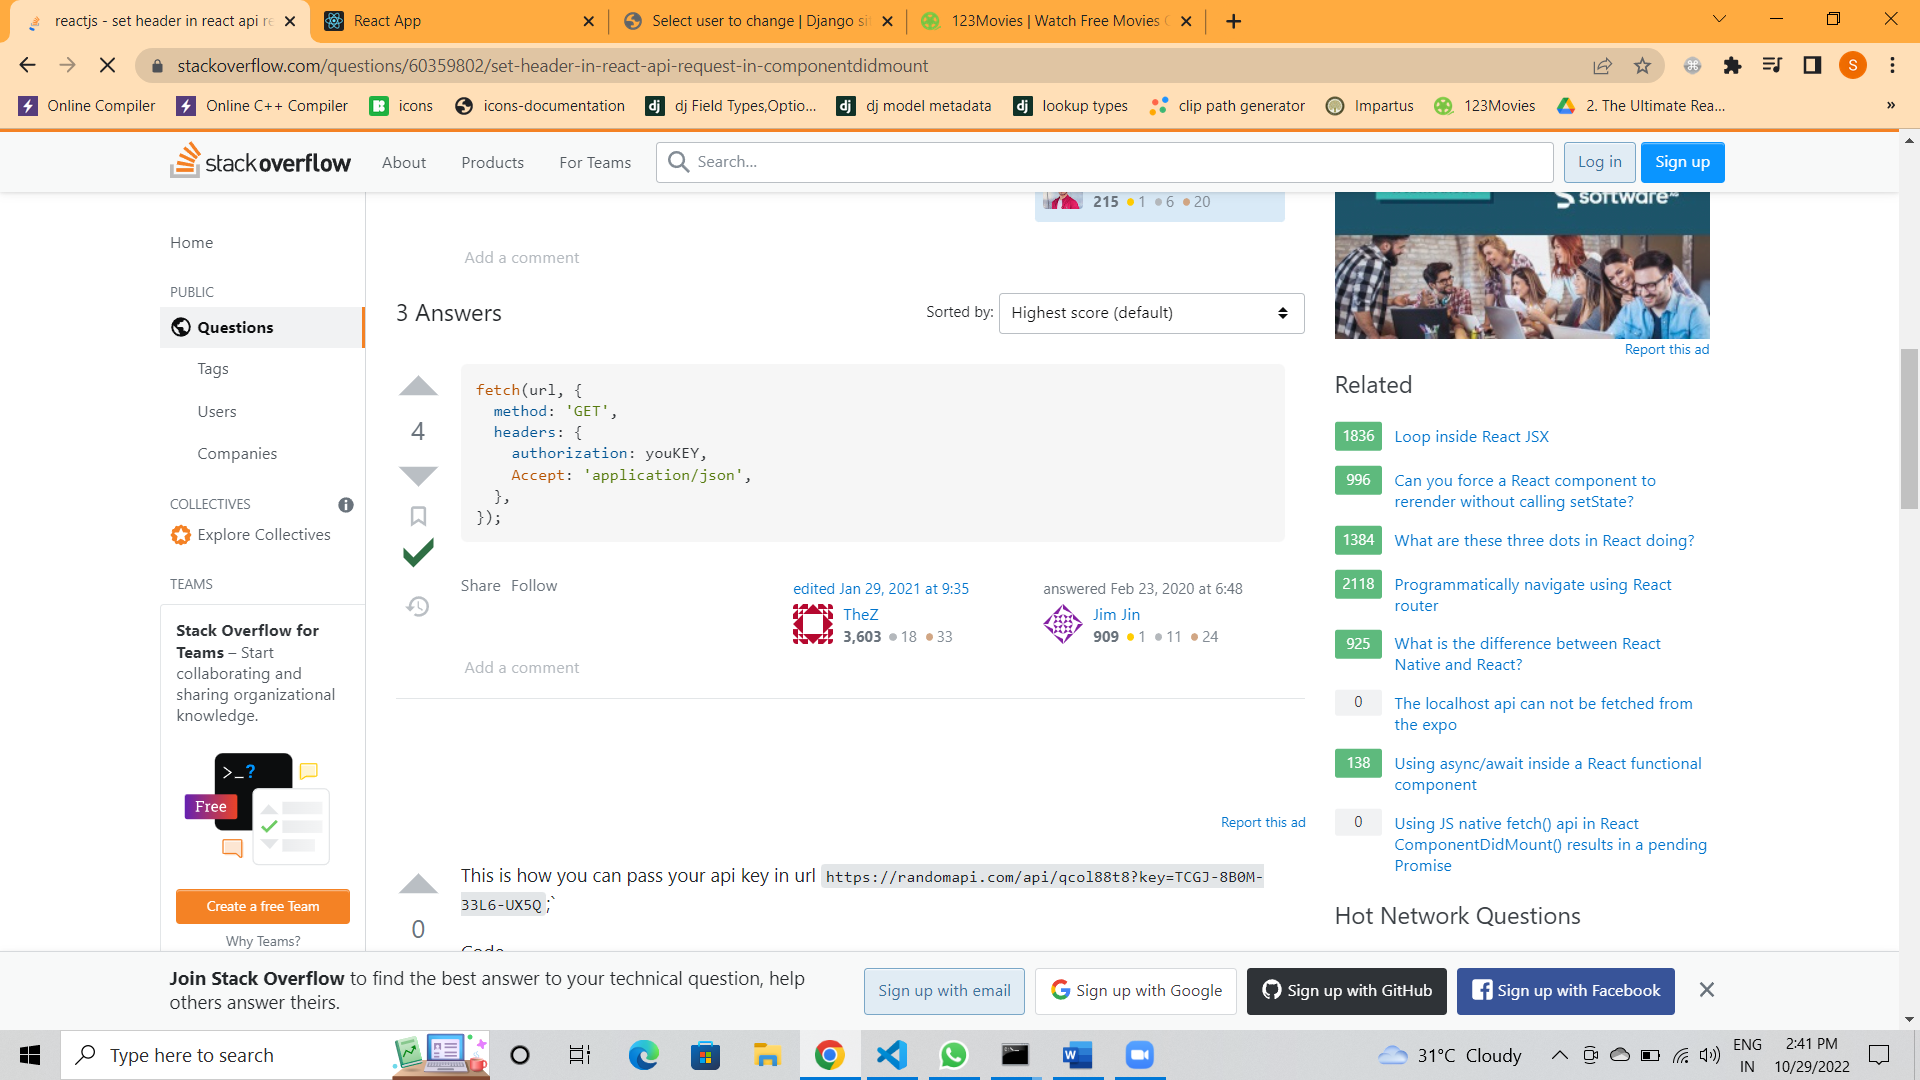 reactjs - set header in react api re
React App
Select user to change | Django sit
123Movies | Watch Free Movies O
stackoverflow.com/questions/60359802/set-header-in-react-api-request-in-componentdidmount
S
Online Compiler
Online C++ Compiler
icons
icons-documentation
dj Field Types,Optio...
dj model metadata
lookup types
clip path generator
Impartus
123Movies
2. The Ultimate Rea...
»
stack overflow
About
Products
For Teams
Search...
Log in
Sign up
Home
PUBLIC
Questions
Tags
Users
Companies
COLLECTIVES
Explore Collectives
TEAMS
Stack Overflow for
Teams – Start
collaborating and
sharing organizational
knowledge.
>_?
Free
Create a free Team
Why Teams?
215 1 6 20
Add a comment
3 Answers
Sorted by:
Highest score (default)
4
fetch(url, {
method: 'GET',
headers: {
authorization: youKEY,
Accept: 'application/json',
},
});
Share Follow
edited Jan 29, 2021 at 9:35
TheZ
3,603 18 33
answered Feb 23, 2020 at 6:48
Jim Jin
909 1 11 24
Add a comment
Report this ad
0
This is how you can pass your api key in url https://randomapi.com/api/qcol88t8?key=TCGJ-8B0M-
33L6-UX5Q;`
Code
software
Report this ad
Related
1836 Loop inside React JSX
996 Can you force a React component to
rerender without calling setState?
1384 What are these three dots in React doing?
2118 Programmatically navigate using React
router
925 What is the difference between React
Native and React?
0 The localhost api can not be fetched from
the expo
138 Using async/await inside a React functional
component
0 Using JS native fetch() api in React
ComponentDidMount() results in a pending
Promise
Hot Network Questions
Join Stack Overflow to find the best answer to your technical question, help
others answer theirs.
Sign up with email
Sign up with Google
Sign up with GitHub
Sign up with Facebook
Type here to search
31°C Cloudy
ENG
IN
2:41 PM
10/29/2022